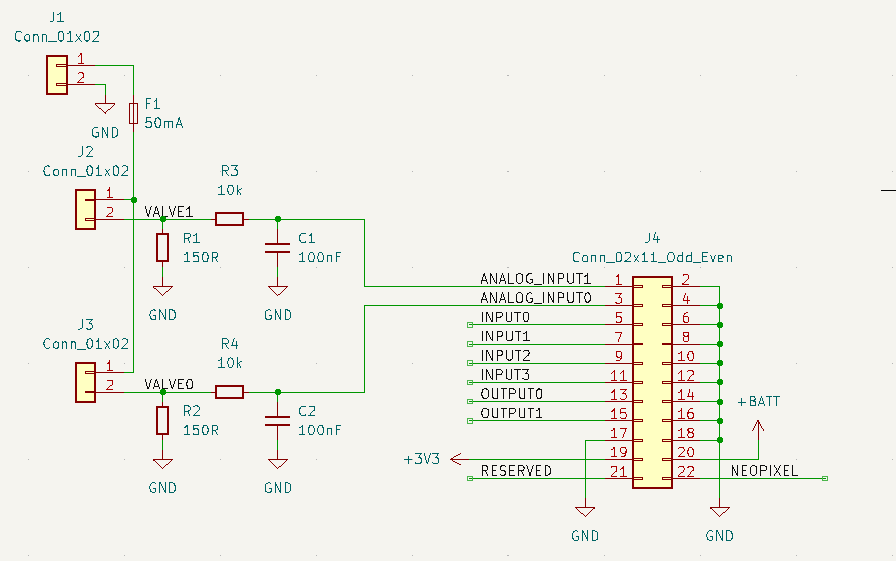 J1
Conn_01x02
1
2
GND
F1
50mA
J2
Conn_01x02
1
2
VALVE1
R3
10k
R1
150R
C1
100nF
GND
GND
J3
Conn_01x02
1
2
VALVE0
R4
10k
R2
150R
C2
100nF
GND
GND
J4
Conn_02x11_Odd_Even
ANALOG_INPUT1 1 2
ANALOG_INPUT0 3 4
INPUT0 5 6
INPUT1 7 8
INPUT2 9 10
INPUT3 11 12
OUTPUT0 13 14
OUTPUT1 15 16
17 18
+3V3 19 20
RESERVED 21 22 NEOPIXEL
+BATT
GND
GND